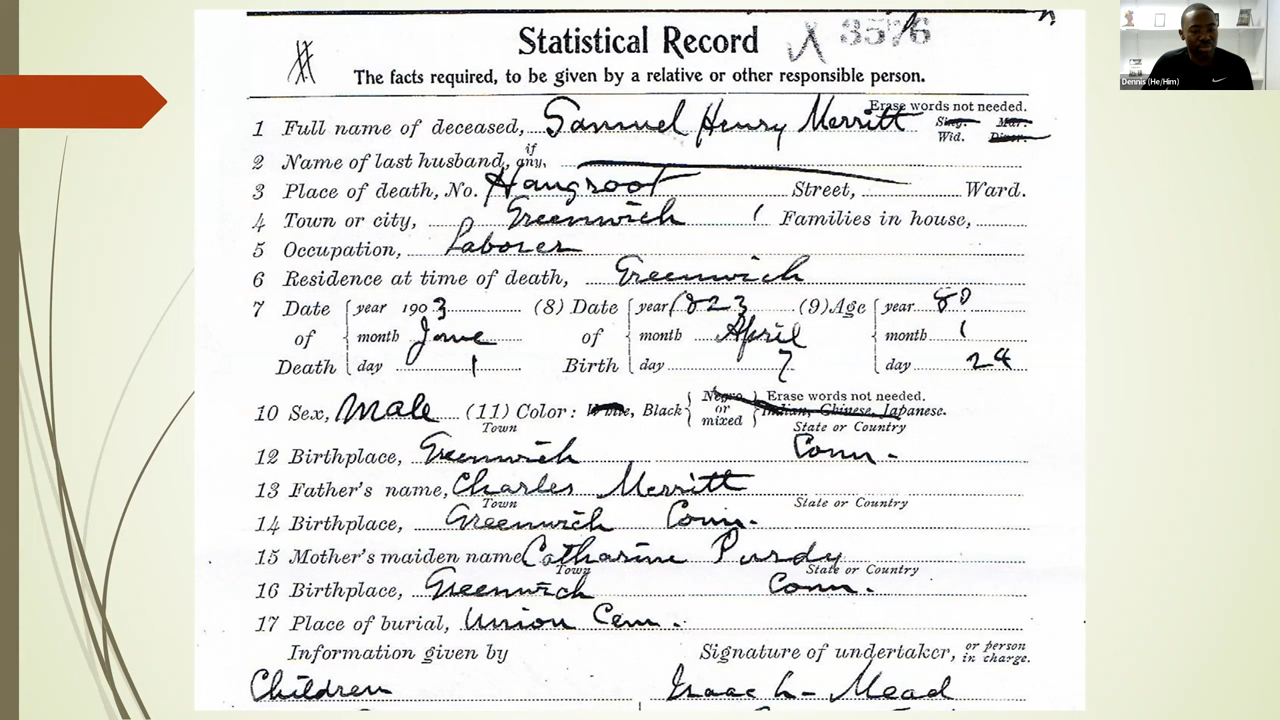 Statistical Record 3576
The facts required, to be given by a relative or other responsible person.
Erase words not needed.
1 Full name of deceased, Samuel Henry Merritt Sing. Mar.
Wid. Divor.
2 Name of last husband, if any,
3 Place of death, No. Hangroot Street, Ward.
4 Town or city, Greenwich 1 Families in house,
5 Occupation, Laborer
6 Residence at time of death, Greenwich
7 Date of Death year 1903 (8) Date of Birth year 1823 (9) Age year 80
month June month April month 1
day 1 day 7 day 24
10 Sex, Male (11) Color: White, Black Negro or mixed Erase words not needed. Indian, Chinese, Japanese.
Town State or Country
12 Birthplace, Greenwich Conn.
13 Father's name, Charles Merritt
Town State or Country
14 Birthplace, Greenwich Conn.
15 Mother's maiden name Catharine Purdy
Town State or Country
16 Birthplace, Greenwich Conn.
17 Place of burial, Union Cem.
Information given by Signature of undertaker, or person in charge.
Children Isaac L. Mead
Dennis (He/Him)